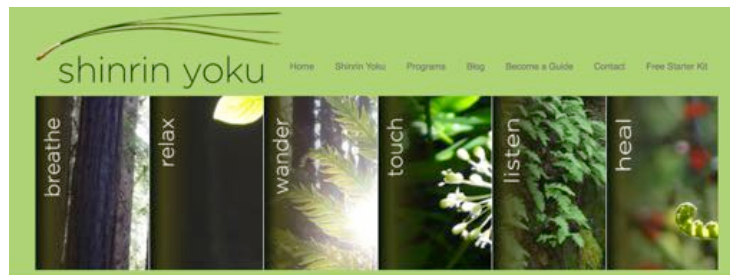 shinrin yoku
Home Shinrin Yoku Programs Blog Become a Guide Contact Free Starter Kit
breathe
relax
wander
touch
listen
heal